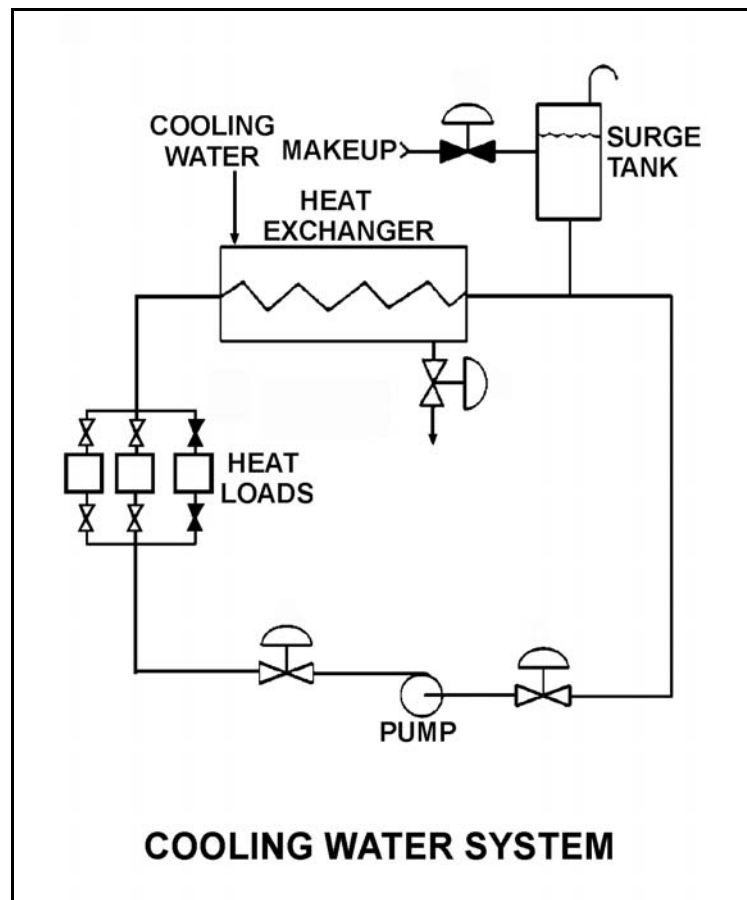 COOLING
WATER
MAKEUP
SURGE
TANK
HEAT
EXCHANGER
HEAT
LOADS
PUMP
COOLING WATER SYSTEM